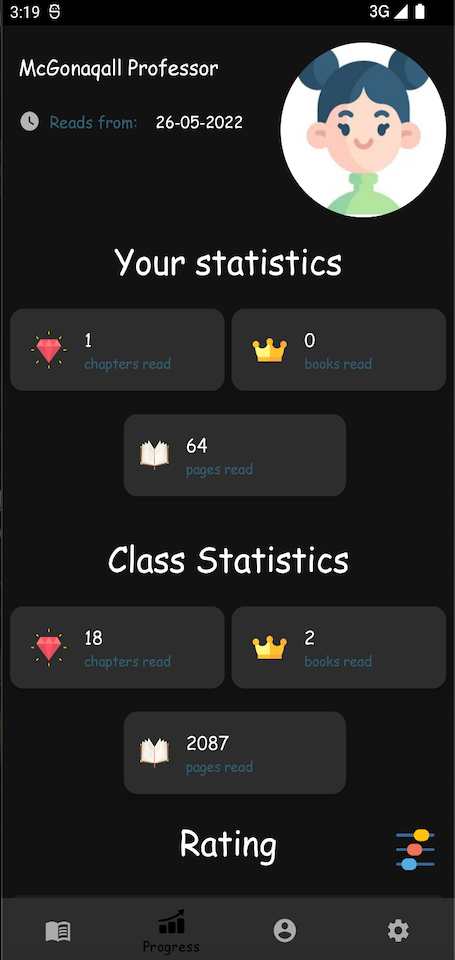 3:19
3G
McGonagall Professor
Reads from: 26-05-2022
Your statistics
1
chapters read
0
books read
64
pages read
Class Statistics
18
chapters read
2
books read
2087
pages read
Rating
Progress